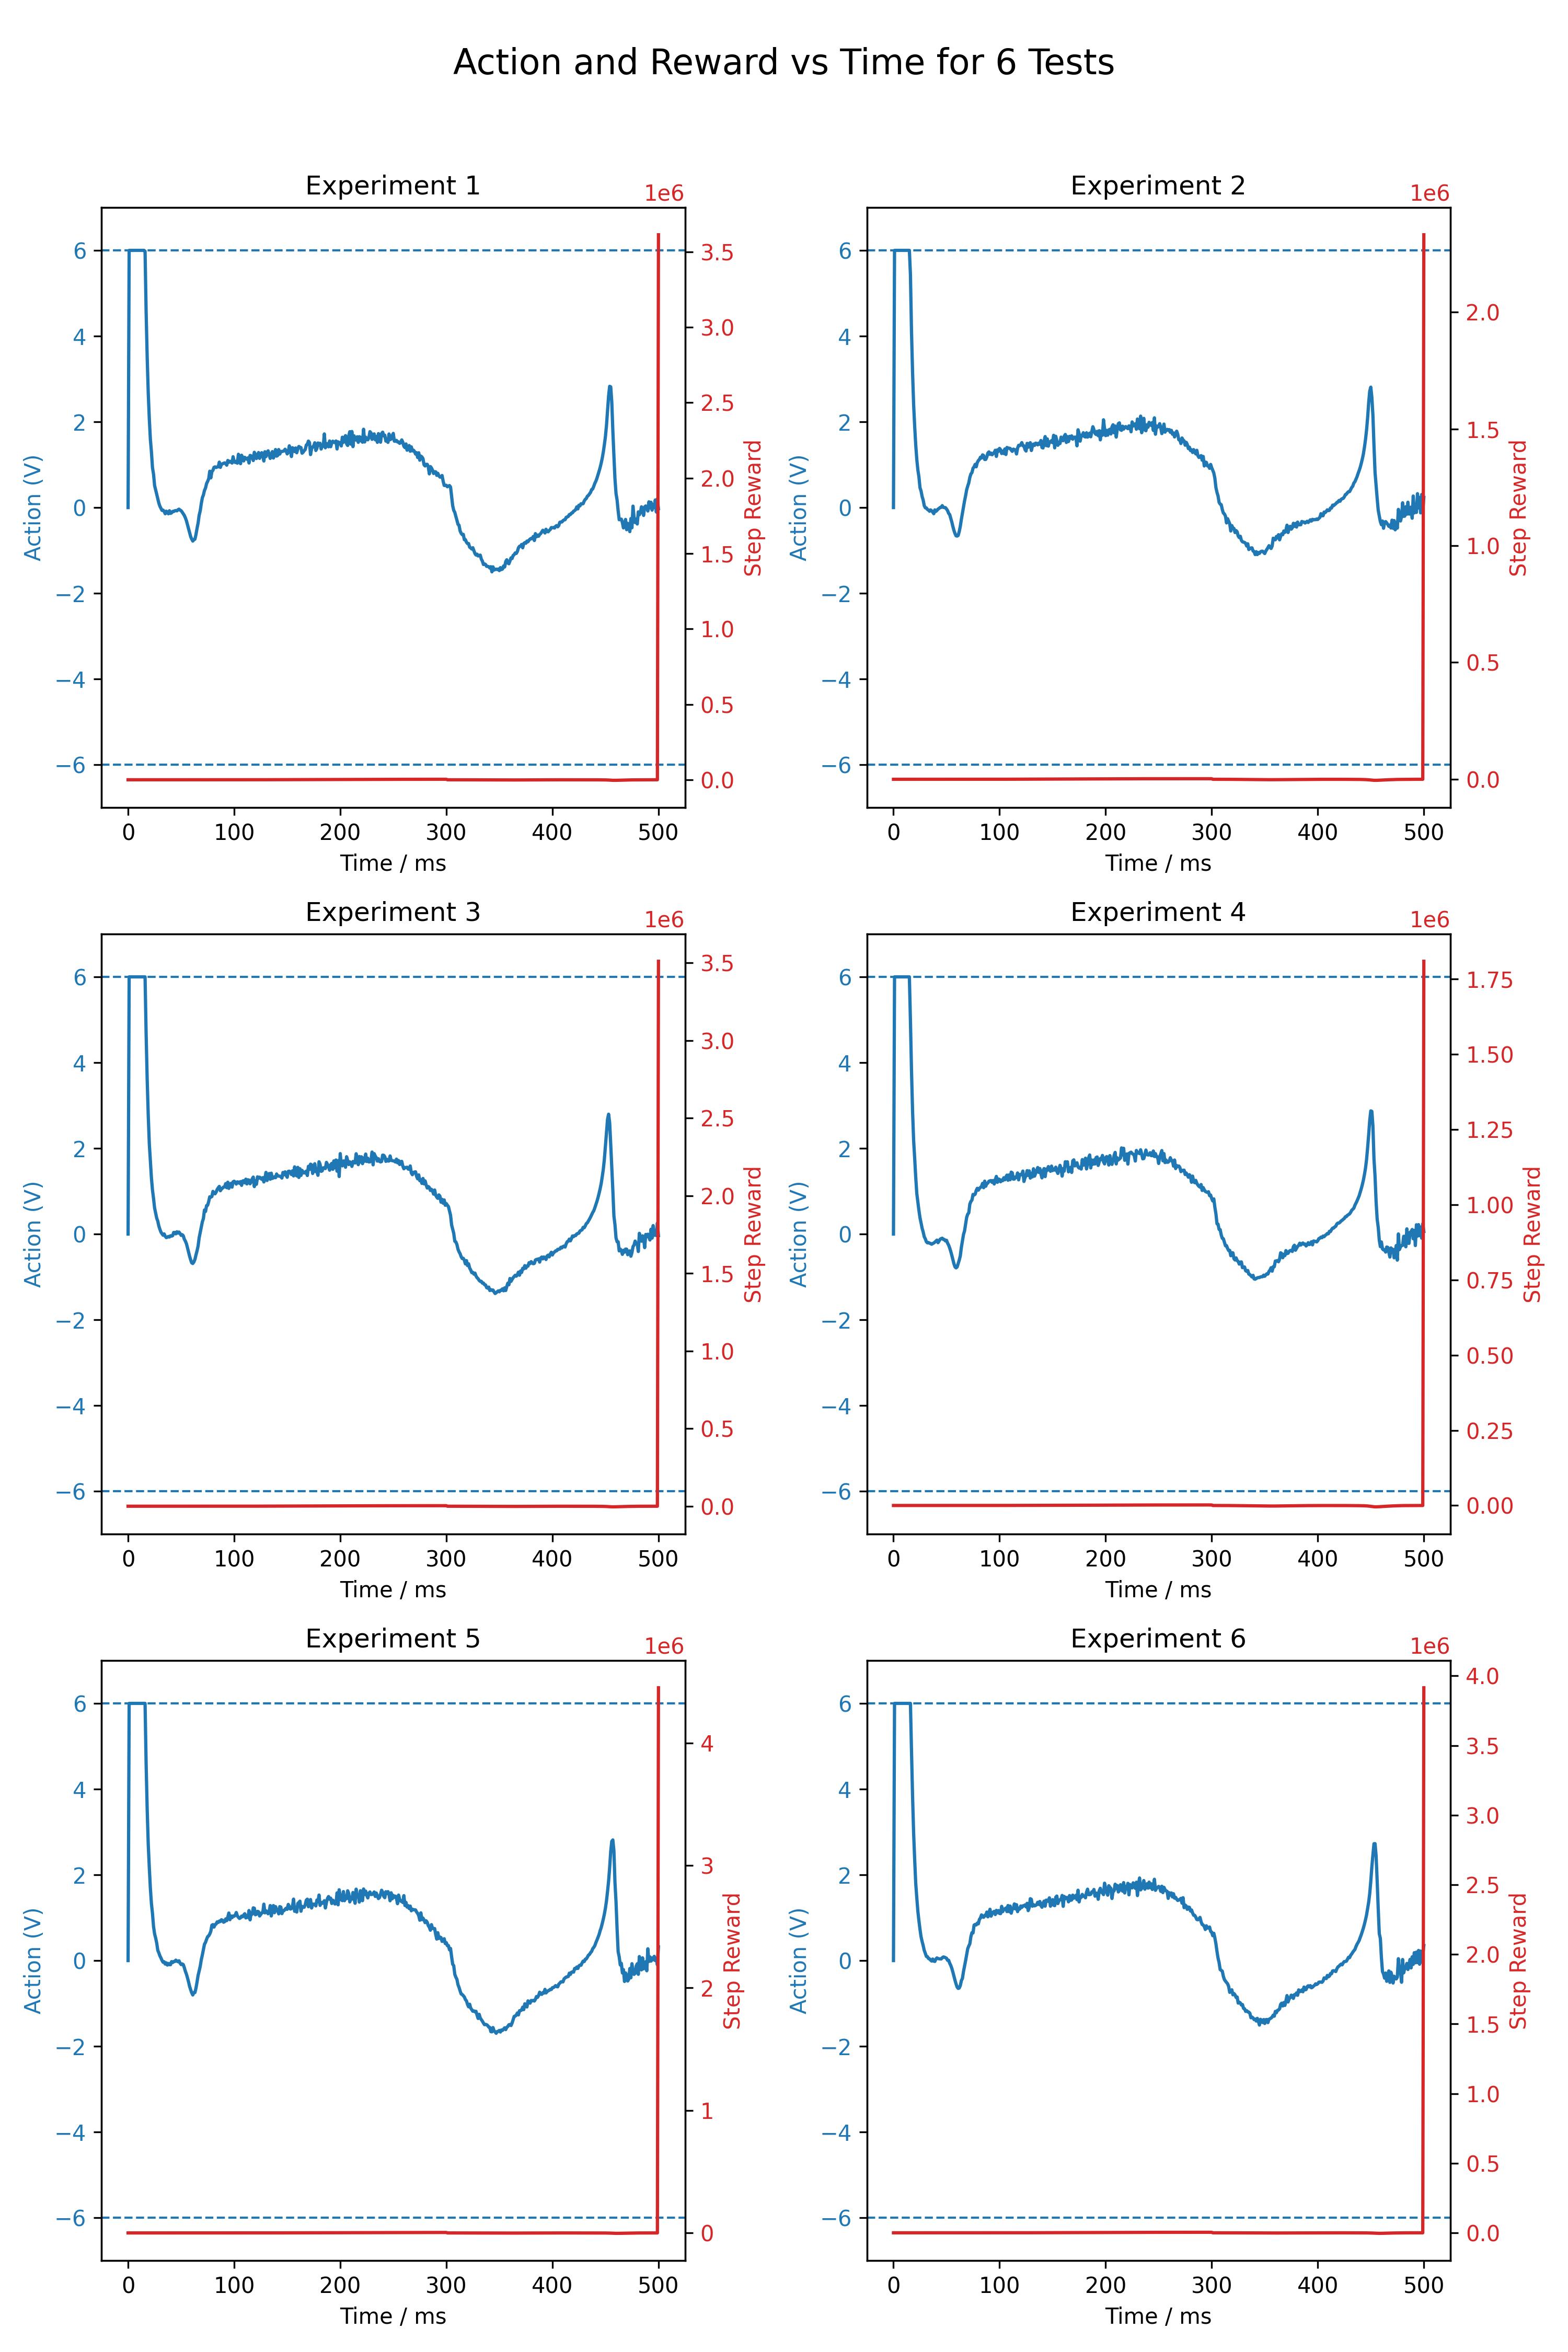 Action and Reward vs Time for 6 Tests
Experiment 1
1e6
6
4
2
0
−2
−4
−6
Action (V)
3.5
3.0
2.5
2.0
1.5
1.0
0.5
0.0
Step Reward
0 100 200 300 400 500
Time / ms
Experiment 2
1e6
6
4
2
0
−2
−4
−6
Action (V)
2.0
1.5
1.0
0.5
0.0
Step Reward
0 100 200 300 400 500
Time / ms
Experiment 3
1e6
6
4
2
0
−2
−4
−6
Action (V)
3.5
3.0
2.5
2.0
1.5
1.0
0.5
0.0
Step Reward
0 100 200 300 400 500
Time / ms
Experiment 4
1e6
6
4
2
0
−2
−4
−6
Action (V)
1.75
1.50
1.25
1.00
0.75
0.50
0.25
0.00
Step Reward
0 100 200 300 400 500
Time / ms
Experiment 5
1e6
6
4
2
0
−2
−4
−6
Action (V)
4
3
2
1
0
Step Reward
0 100 200 300 400 500
Time / ms
Experiment 6
1e6
6
4
2
0
−2
−4
−6
Action (V)
4.0
3.5
3.0
2.5
2.0
1.5
1.0
0.5
0.0
Step Reward
0 100 200 300 400 500
Time / ms